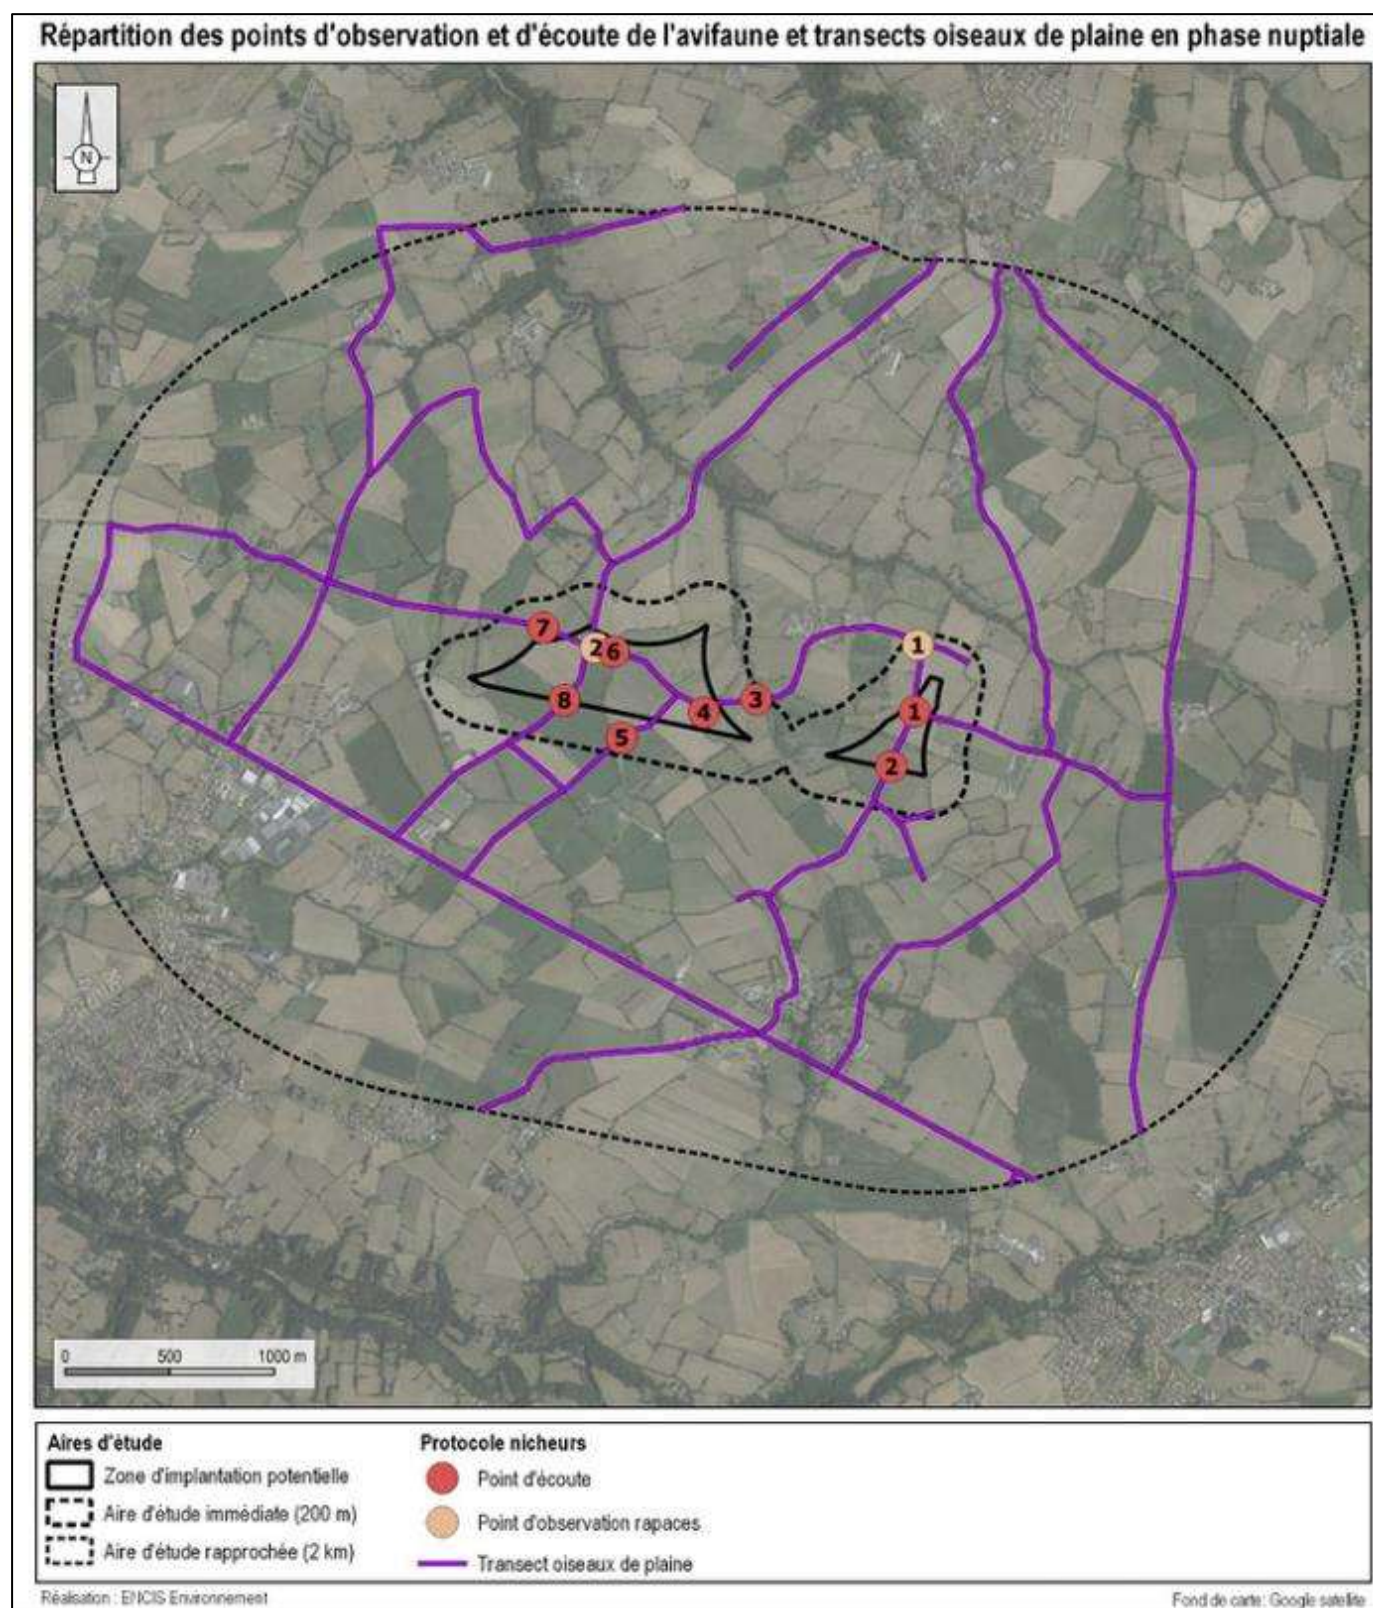 Répartition des points d'observation et d'écoute de l'avifaune et transects oiseaux de plaine en phase nuptiale
N
7
2
6
1
8
4
3
1
5
2
0 500 1000 m
Aires d'étude
Zone d'implantation potentielle
Aire d'étude immédiate (200 m)
Aire d'étude rapprochée (2 km)
Protocole nicheurs
Point d'écoute
Point d'observation rapaces
Transect oiseaux de plaine
Réalisation : ENCIS Environnement
Fond de carte: Google satellite